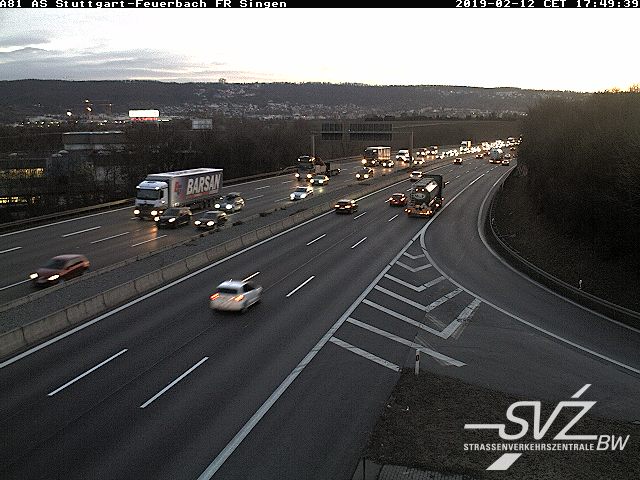 A81 AS Stuttgart-Feuerbach FR Singen 2019-02-12 CET 17:49:39
BARSAN
SVZ BW
STRASSENVERKEHRSZENTRALE